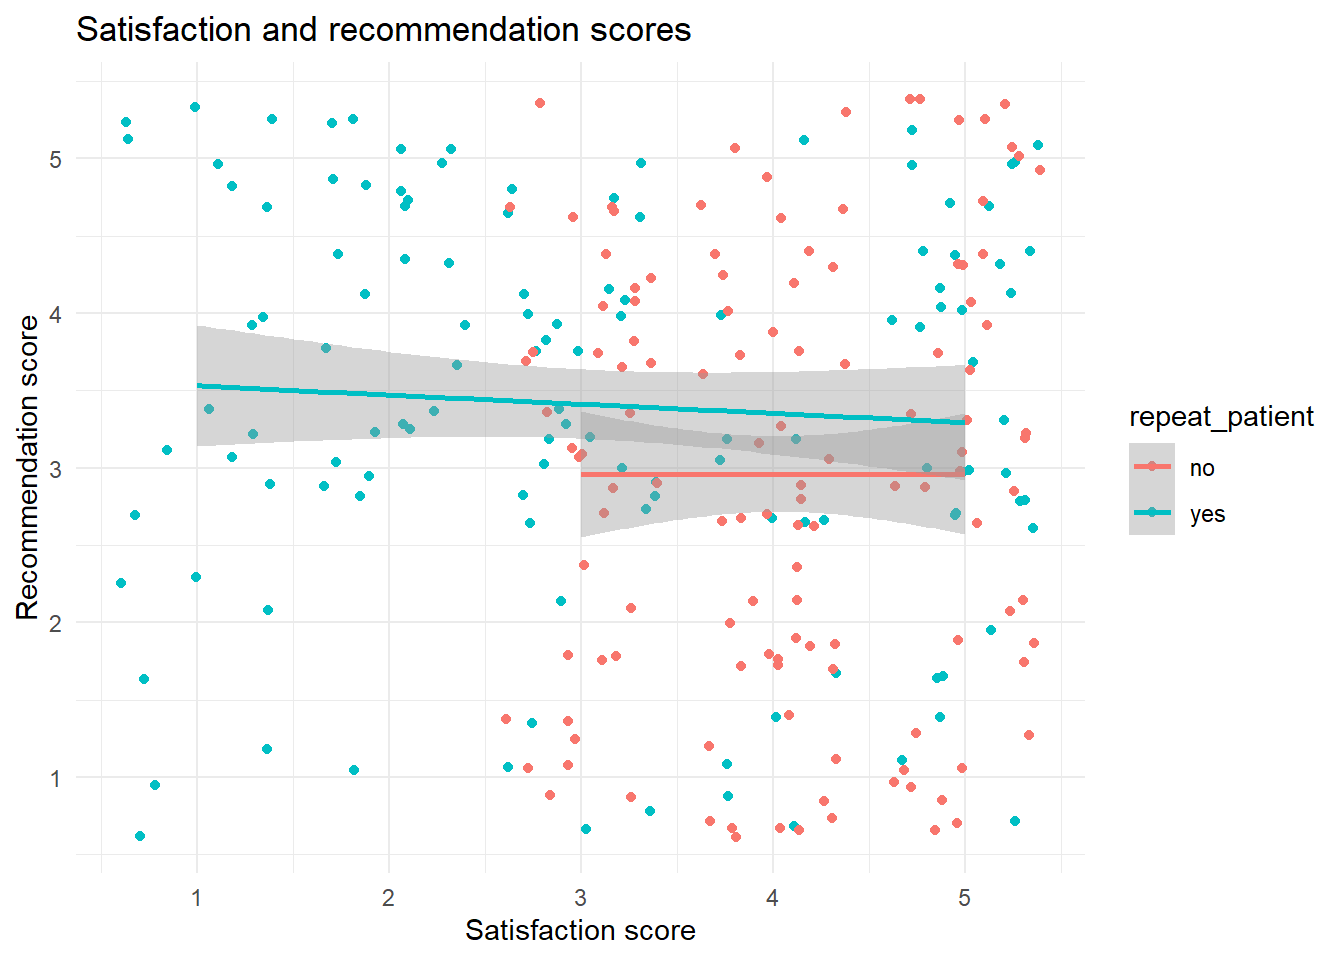 Satisfaction and recommendation scores
Recommendation score
5
4
3
2
1
1 2 3 4 5
Satisfaction score
repeat_patient
no
yes